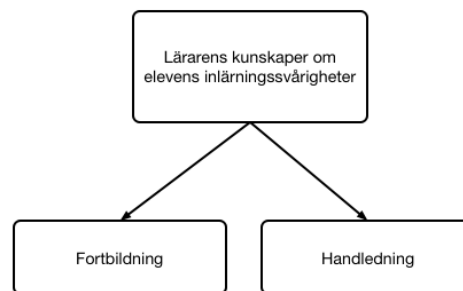 Lärarens kunskaper om
elevens inlärningssvårigheter
Fortbildning
Handledning